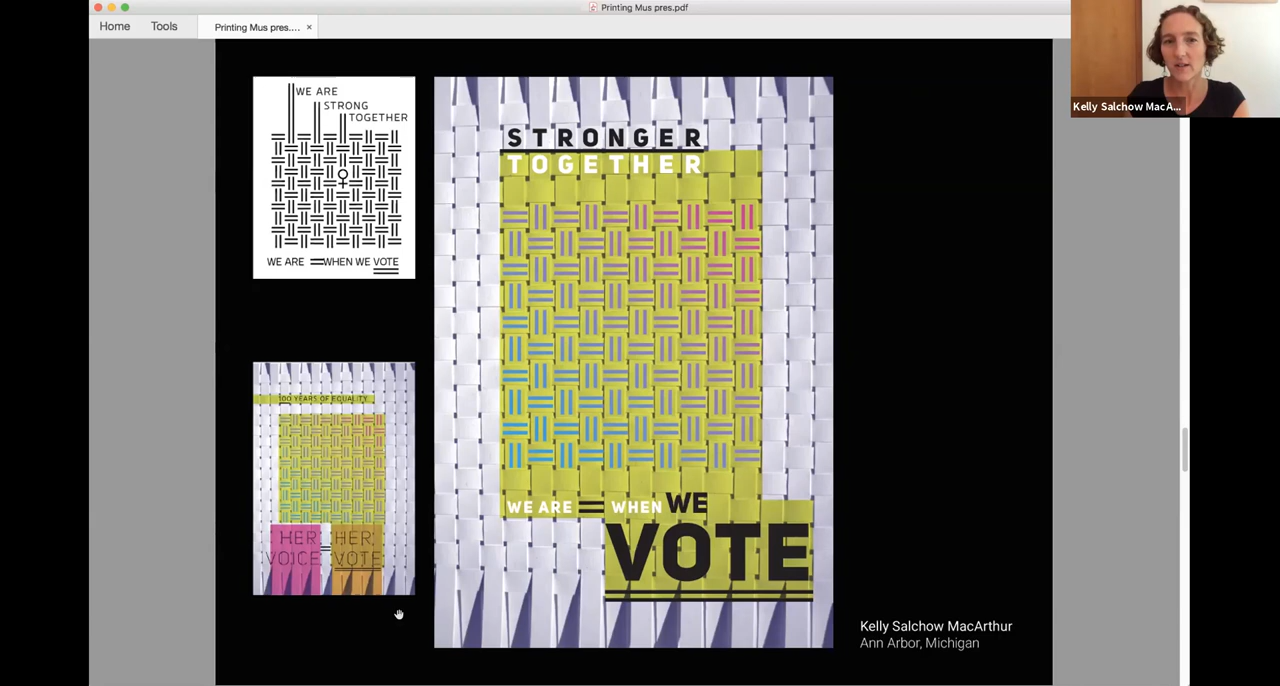 Printing Mus pres.pdf
Home
Tools
Printing Mus pres....
×
Kelly Salchow MacA...
WE ARE
STRONG
TOGETHER
WE ARE = WHEN WE VOTE
STRONGER
TOGETHER
WE ARE = WHEN WE
VOTE
100 YEARS OF EQUALITY
HER = HER
VOICE VOTE
Kelly Salchow MacArthur
Ann Arbor, Michigan